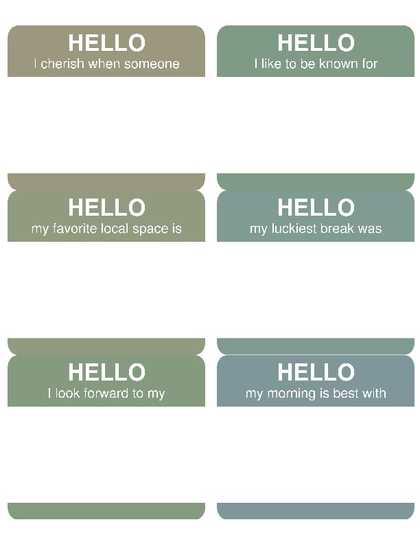 HELLO
I cherish when someone
HELLO
I like to be known for
HELLO
my favorite local space is
HELLO
my luckiest break was
HELLO
I look forward to my
HELLO
my morning is best with